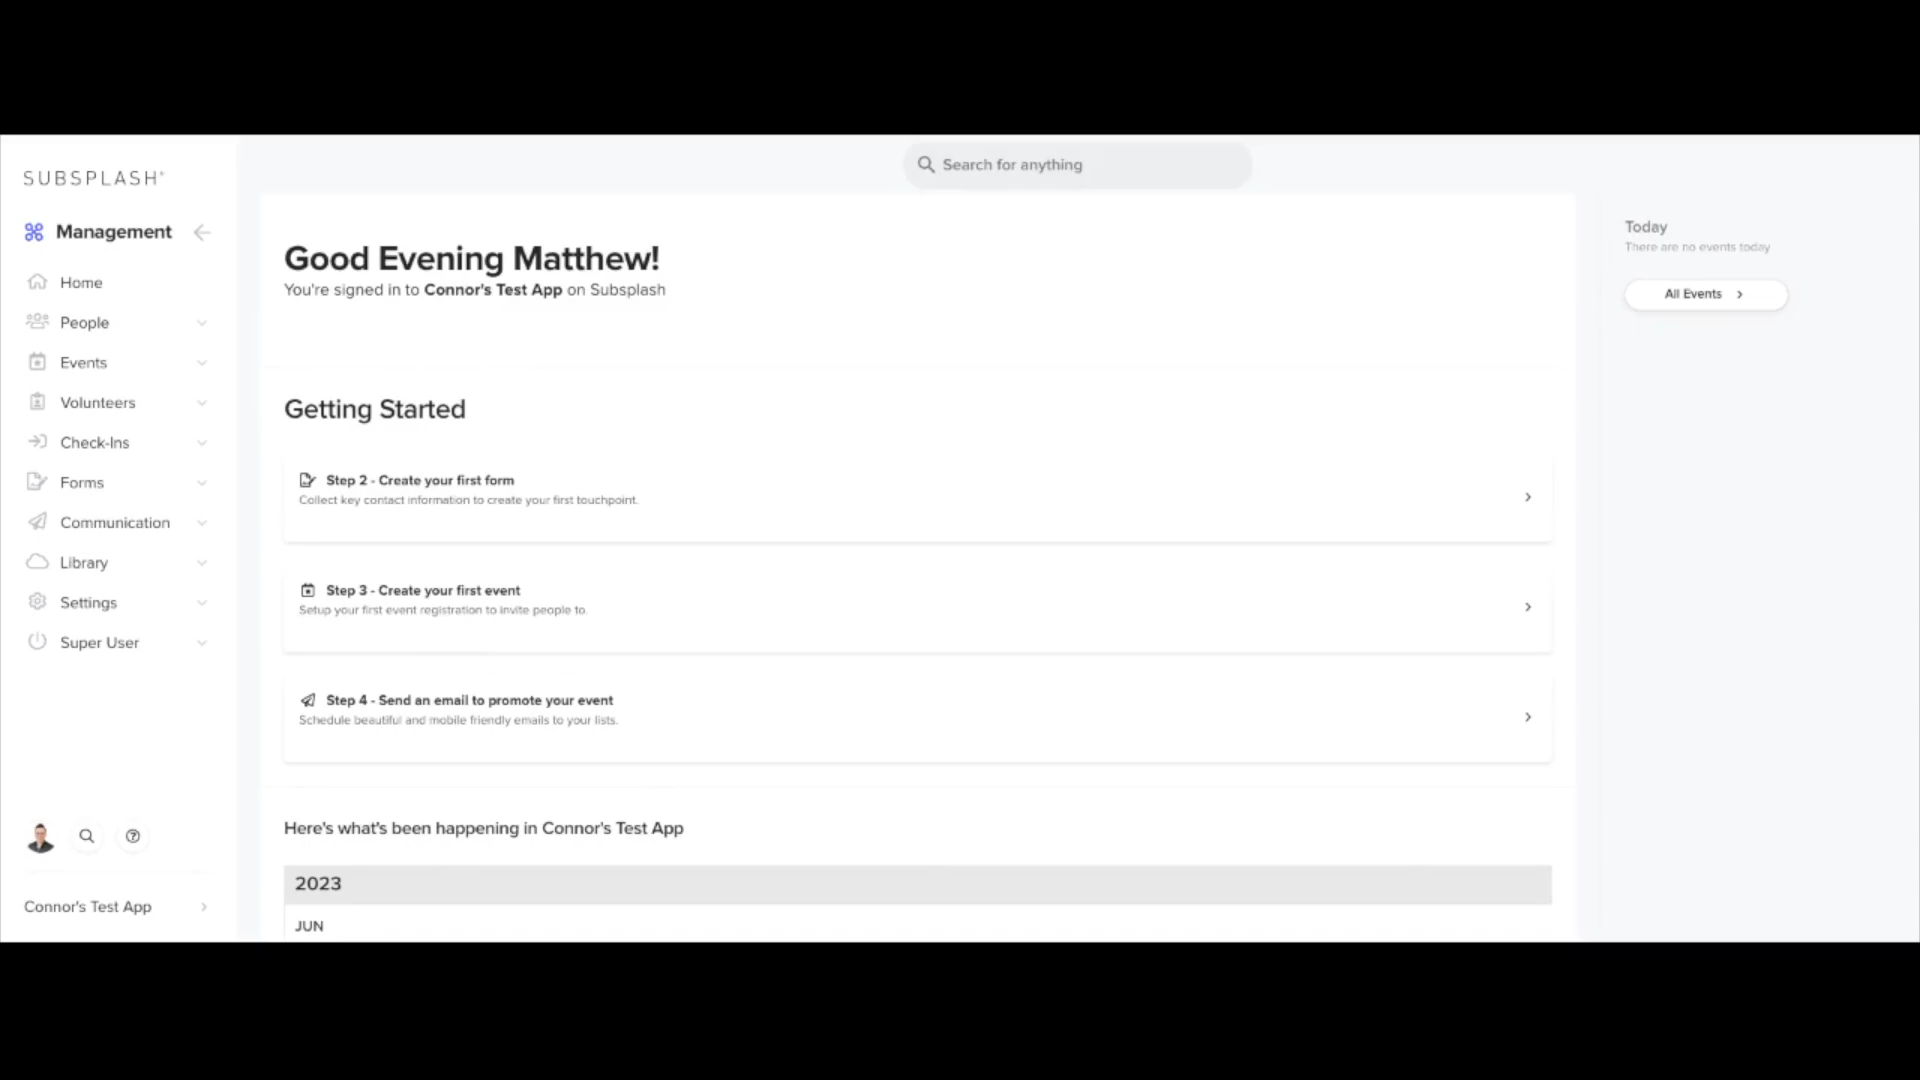 SUBSPLASH
Management
Home
People
Events
Volunteers
Check-Ins
Forms
Communication
Library
Settings
Super User
Connor's Test App
Search for anything
Good Evening Matthew!
You're signed in to Connor's Test App on Subsplash
Getting Started
Step 2 - Create your first form
Collect key contact information to create your first touchpoint.
Step 3 - Create your first event
Setup your first event registration to invite people to.
Step 4 - Send an email to promote your event
Schedule beautiful and mobile friendly emails to your lists.
Here's what's been happening in Connor's Test App
2023
JUN
Today
There are no events today
All Events